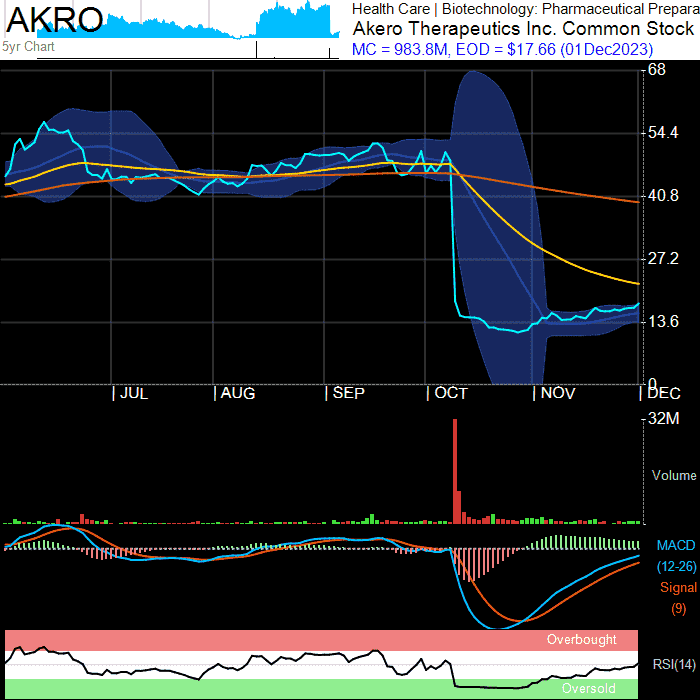 AKRO
5yr Chart
Health Care | Biotechnology: Pharmaceutical Prepara
Akero Therapeutics Inc. Common Stock
MC = 983.8M, EOD = $17.66 (01Dec2023)
68
54.4
40.8
27.2
13.6
0
JUL
AUG
SEP
OCT
NOV
DEC
32M
Volume
MACD
(12-26)
Signal
(9)
Overbought
RSI(14)
Oversold